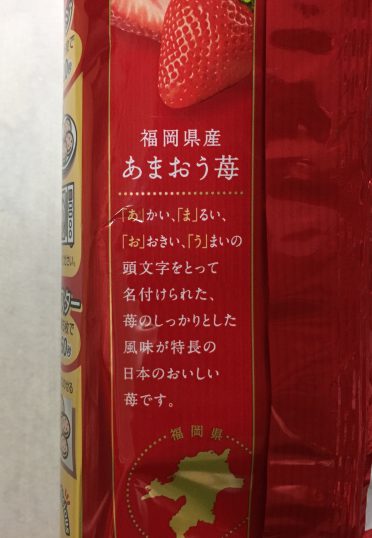 福岡県産
あまおう苺
「あ」かい、「ま」るい、
「お」おきい、「う」まいの
頭文字をとって
名付けられた、
苺のしっかりとした
風味が特長の
日本のおいしい
苺です。
福岡県